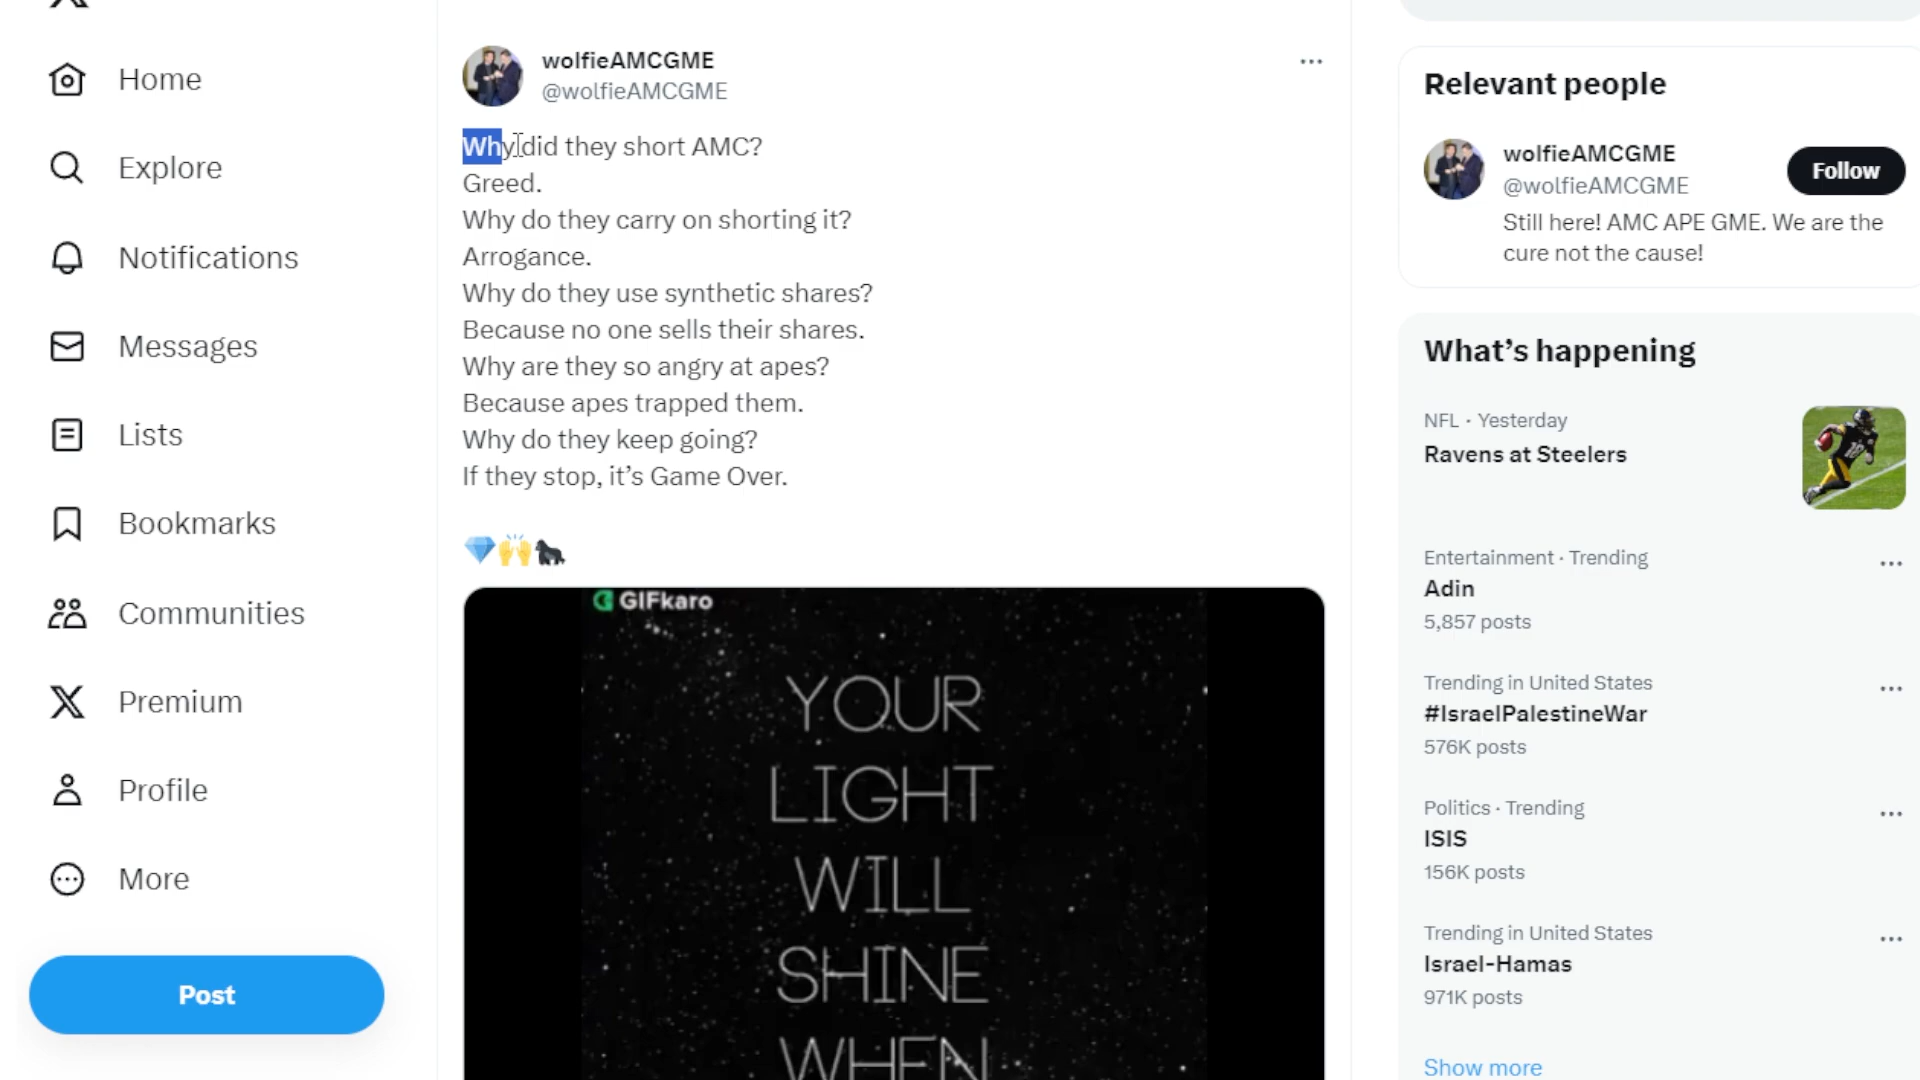 Home
Explore
Notifications
Messages
Lists
Bookmarks
Communities
Premium
Profile
More
Post
wolfieAMCGME
@wolfieAMCGME
Why did they short AMC?
Greed.
Why do they carry on shorting it?
Arrogance.
Why do they use synthetic shares?
Because no one sells their shares.
Why are they so angry at apes?
Because apes trapped them.
Why do they keep going?
If they stop, it’s Game Over.
💎🙌🦍
GIFkaro
YOUR
LIGHT
WILL
SHINE
WHEN
Relevant people
wolfieAMCGME
@wolfieAMCGME
Follow
Still here! AMC APE GME. We are the
cure not the cause!
What’s happening
NFL · Yesterday
Ravens at Steelers
Entertainment · Trending
Adin
5,857 posts
Trending in United States
#IsraelPalestineWar
576K posts
Politics · Trending
ISIS
156K posts
Trending in United States
Israel-Hamas
971K posts
Show more